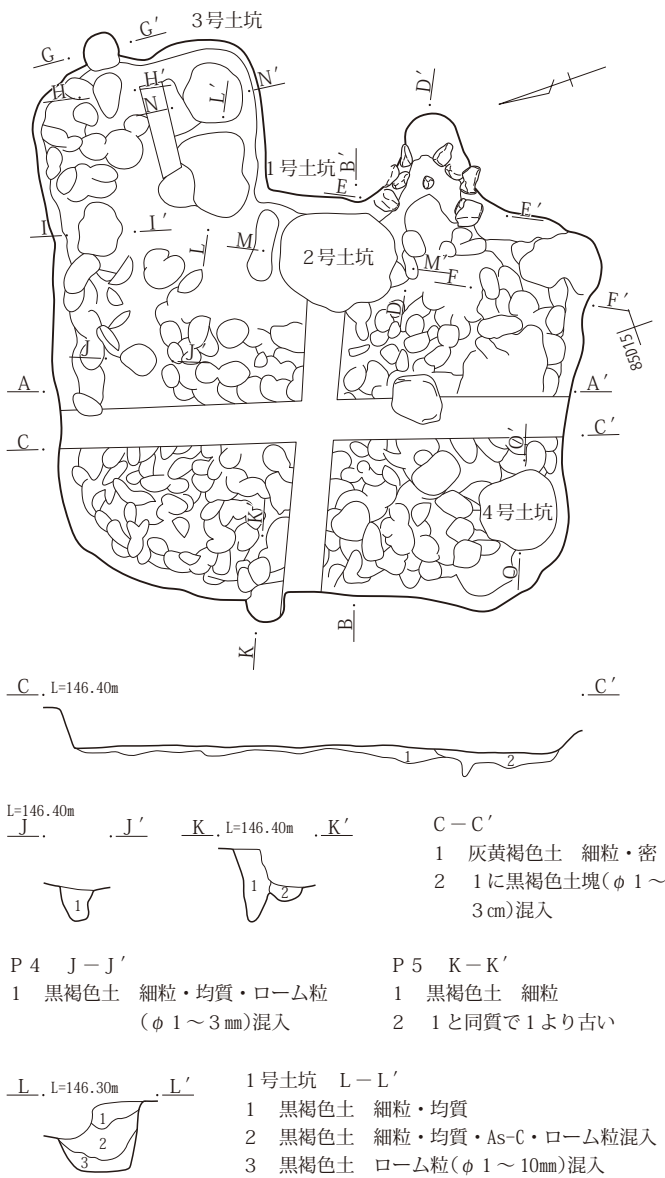 3号土坑
G
G′
H
H′
N
N′
L′
D′
B′
1号土坑
E
E′
I
I′
L
M
2号土坑
M′
F
F′
D
85015
J
J′
A
A′
C
C′
O′
K′
4号土坑
O
K
B
C
L=146.40m
C′
1
2
L=146.40m
J
J′
K
L=146.40m
K′
1
1
2
C－C′
1 灰黄褐色土 細粒・密
2 1に黒褐色土塊(φ1～
3㎝)混入
P4 J－J′
1 黒褐色土 細粒・均質・ローム粒
(φ1～3㎜)混入
P5 K－K′
1 黒褐色土 細粒
2 1と同質で1より古い
L
L=146.30m
L′
1
2
3
1号土坑 L－L′
1 黒褐色土 細粒・均質
2 黒褐色土 細粒・均質・As-C・ローム粒混入
3 黒褐色土 ローム粒(φ1～10mm)混入